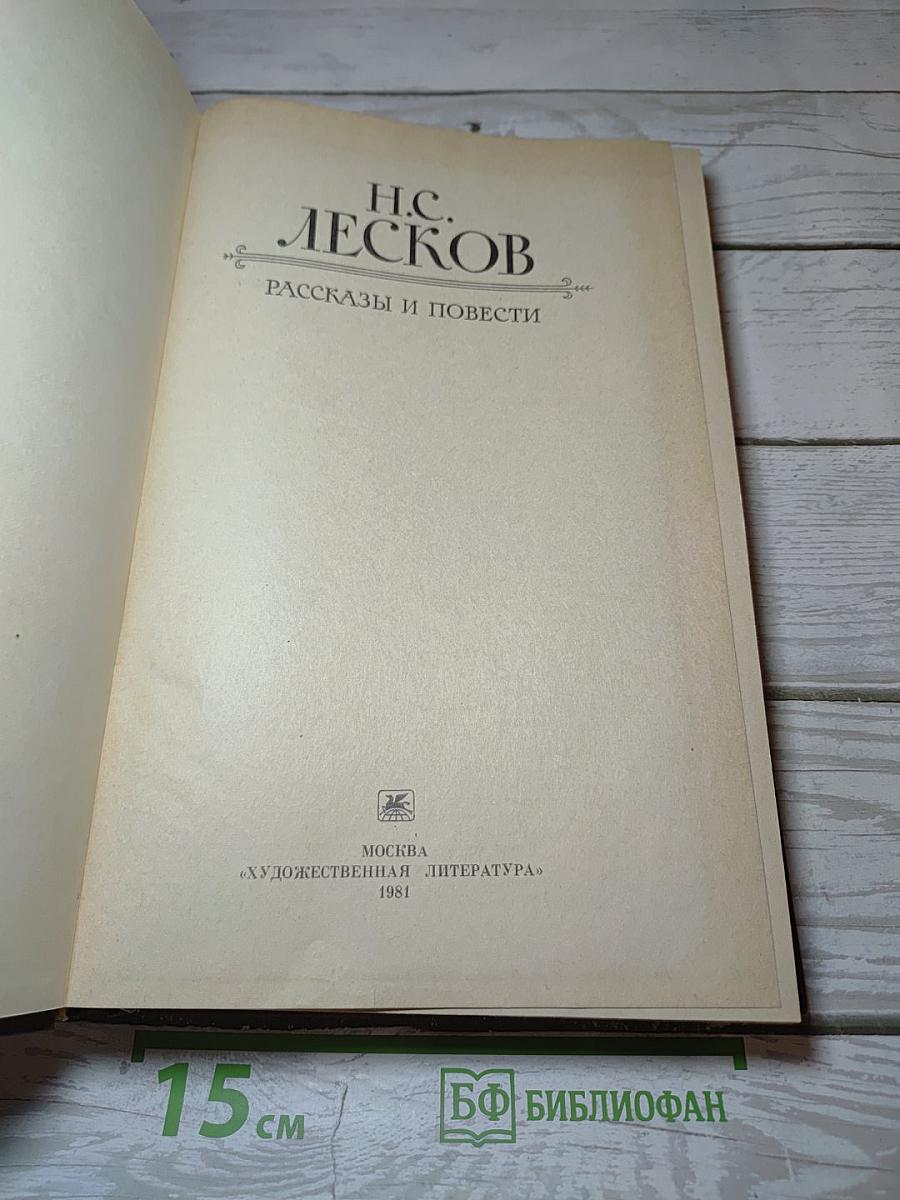 Н.С.
ЛЕСКОВ
РАССКАЗЫ И ПОВЕСТИ
МОСКВА
«ХУДОЖЕСТВЕННАЯ ЛИТЕРАТУРА»
1981
15 см
БФ БИБЛИОФАН